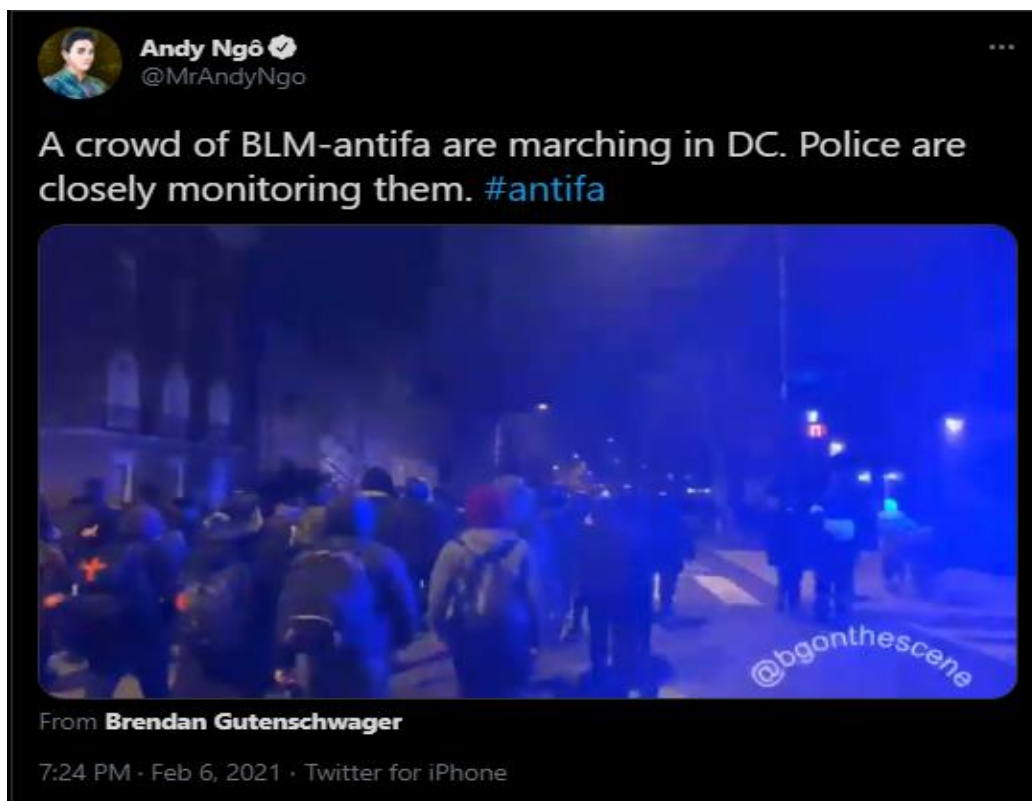 Andy Ngô
@MrAndyNgo
A crowd of BLM-antifa are marching in DC. Police are
closely monitoring them. #antifa
@bgonthescene
From Brendan Gutenschwager
7:24 PM · Feb 6, 2021 · Twitter for iPhone